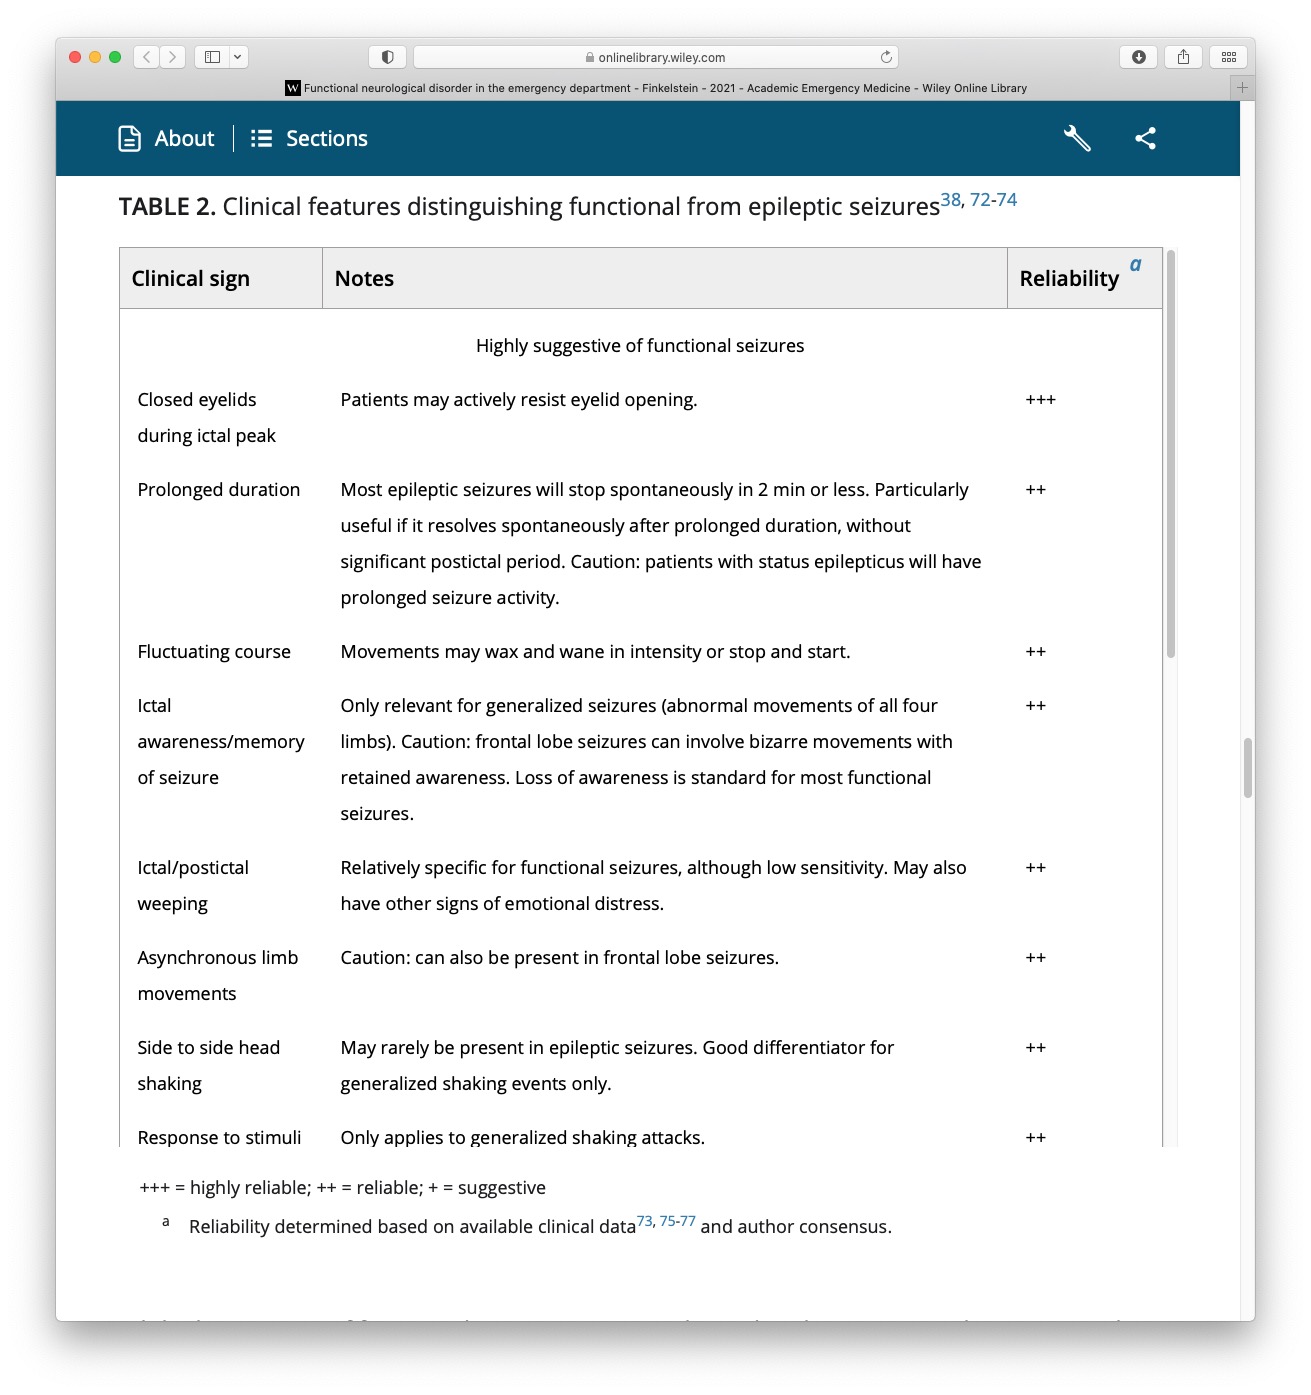 onlinelibrary.wiley.com
W Functional neurological disorder in the emergency department - Finkelstein - 2021 - Academic Emergency Medicine - Wiley Online Library
About Sections
TABLE 2. Clinical features distinguishing functional from epileptic seizures38, 72-74
Clinical sign Notes Reliability a
Highly suggestive of functional seizures
Closed eyelids Patients may actively resist eyelid opening. +++
during ictal peak
Prolonged duration Most epileptic seizures will stop spontaneously in 2 min or less. Particularly ++
useful if it resolves spontaneously after prolonged duration, without
significant postictal period. Caution: patients with status epilepticus will have
prolonged seizure activity.
Fluctuating course Movements may wax and wane in intensity or stop and start. ++
Ictal Only relevant for generalized seizures (abnormal movements of all four ++
awareness/memory limbs). Caution: frontal lobe seizures can involve bizarre movements with
of seizure retained awareness. Loss of awareness is standard for most functional
seizures.
Ictal/postictal Relatively specific for functional seizures, although low sensitivity. May also ++
weeping have other signs of emotional distress.
Asynchronous limb Caution: can also be present in frontal lobe seizures. ++
movements
Side to side head May rarely be present in epileptic seizures. Good differentiator for ++
shaking generalized shaking events only.
Response to stimuli Only applies to generalized shaking attacks. ++
+++ = highly reliable; ++ = reliable; + = suggestive
a Reliability determined based on available clinical data73, 75-77 and author consensus.